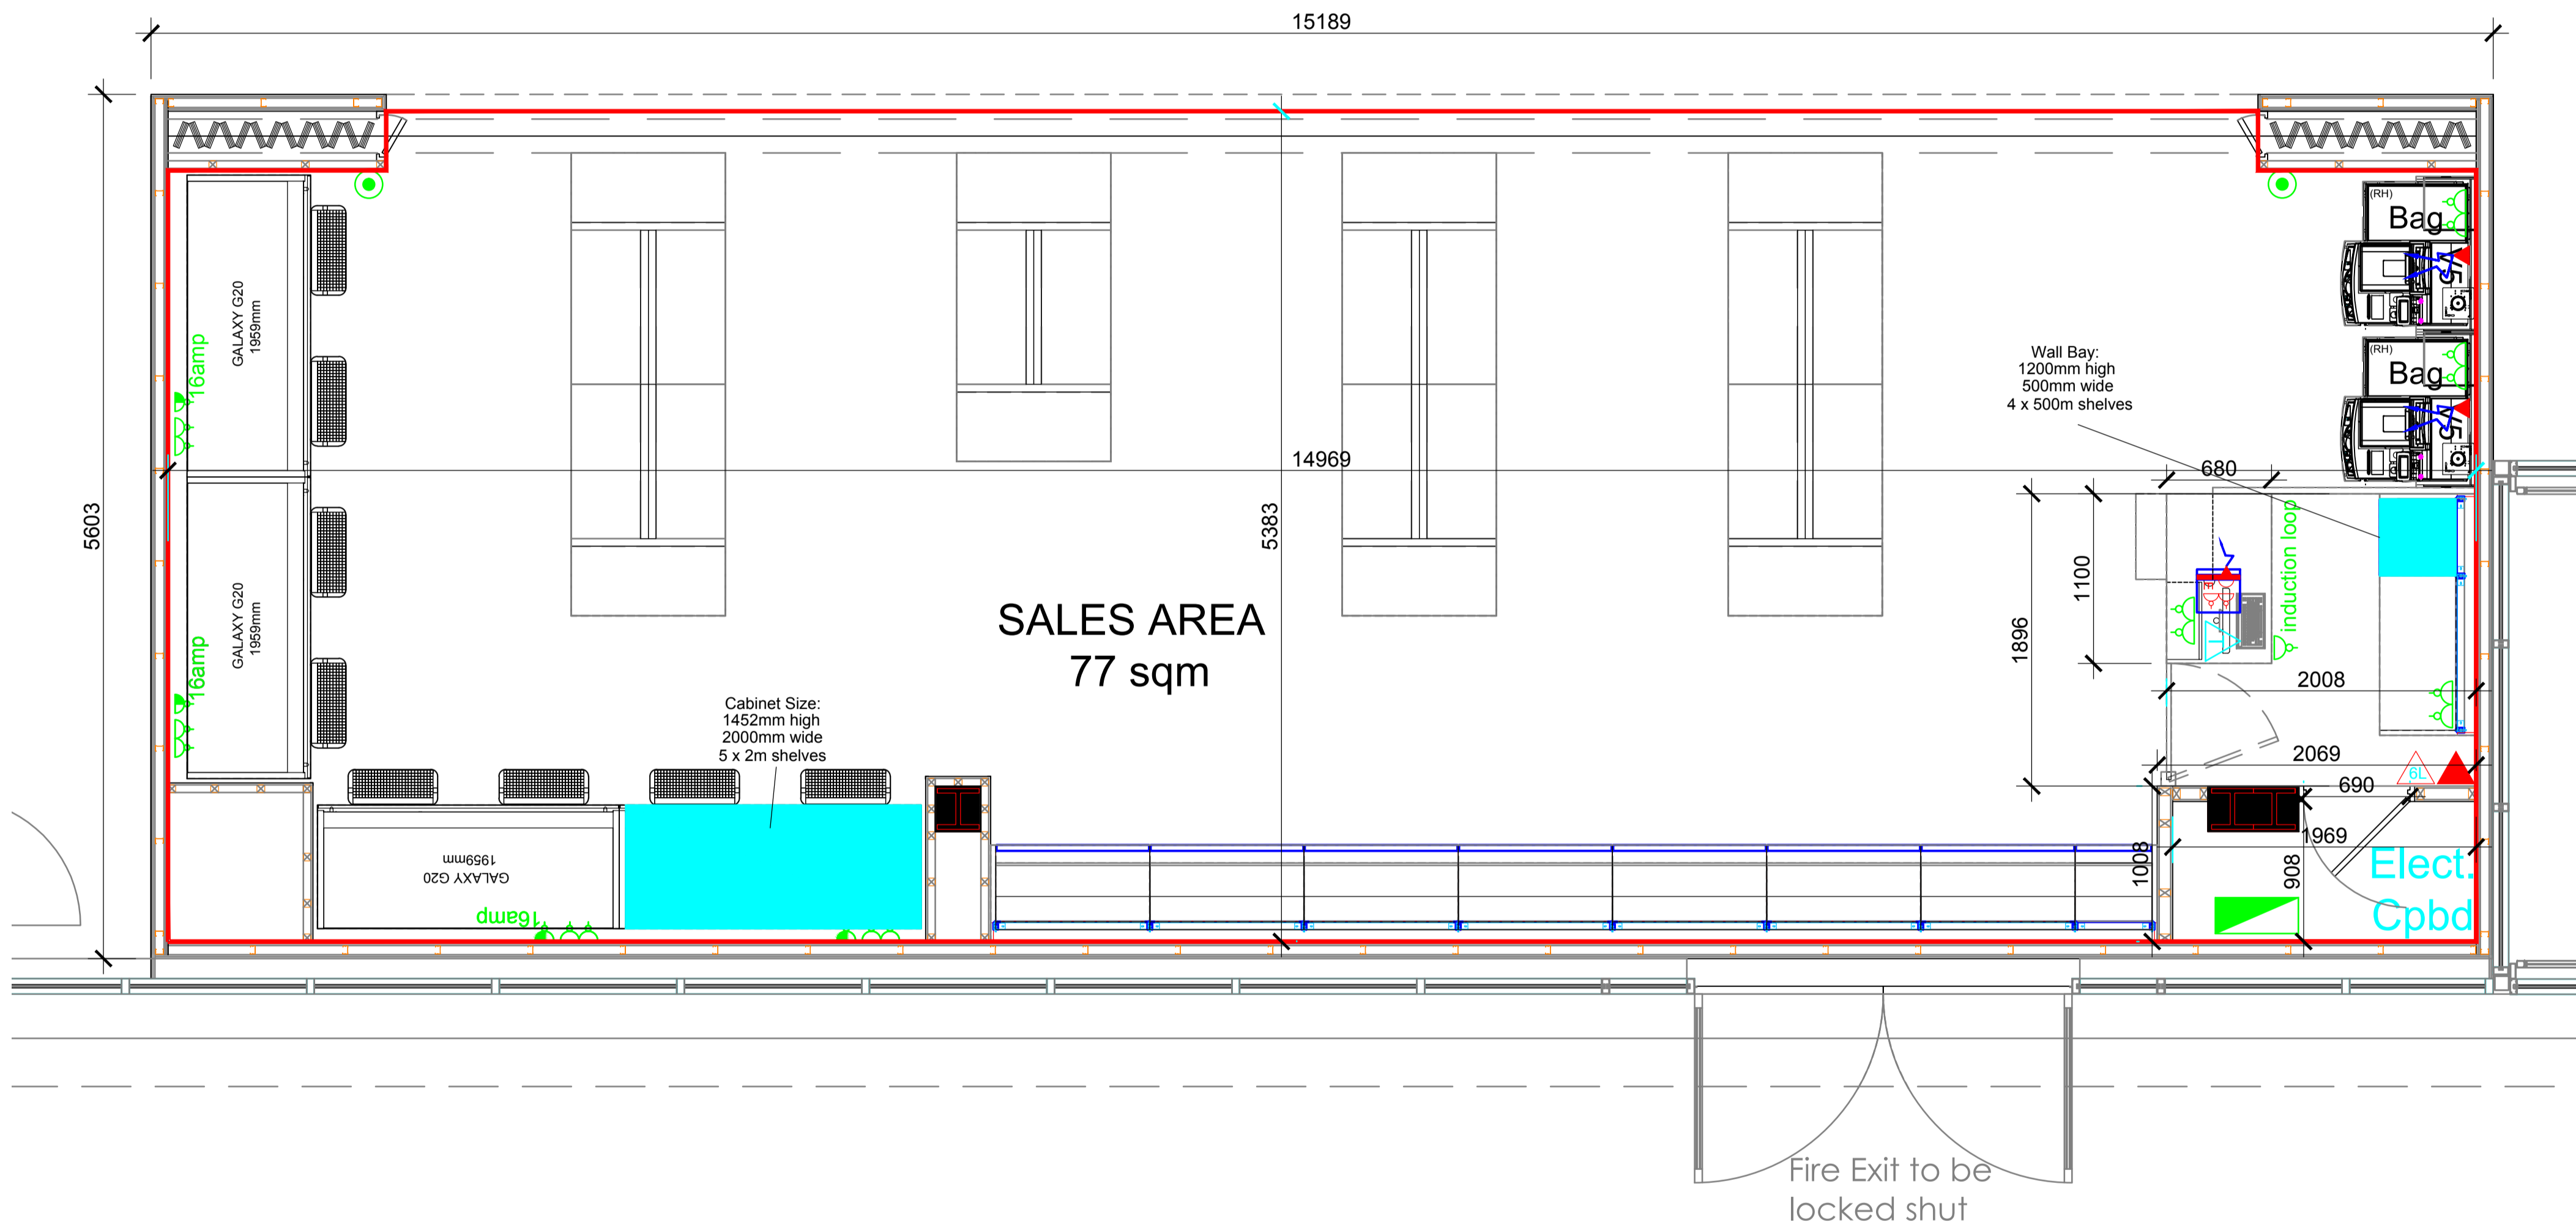 15189
(RH)
Bag
V5
GALAXY G20
1959mm
16amp
Wall Bay:
1200mm high
500mm wide
4 x 500m shelves
(RH)
Bag
V5
14969
680
5603
5383
induction loop
1100
SALES AREA
77 sqm
1896
GALAXY G20
1959mm
16amp
2008
Cabinet Size:
1452mm high
2000mm wide
5 x 2m shelves
2069
6L
690
1969
1008
908
GALAXY G20
1959mm
16amp
Elect.
Cpbd
Fire Exit to be
locked shut